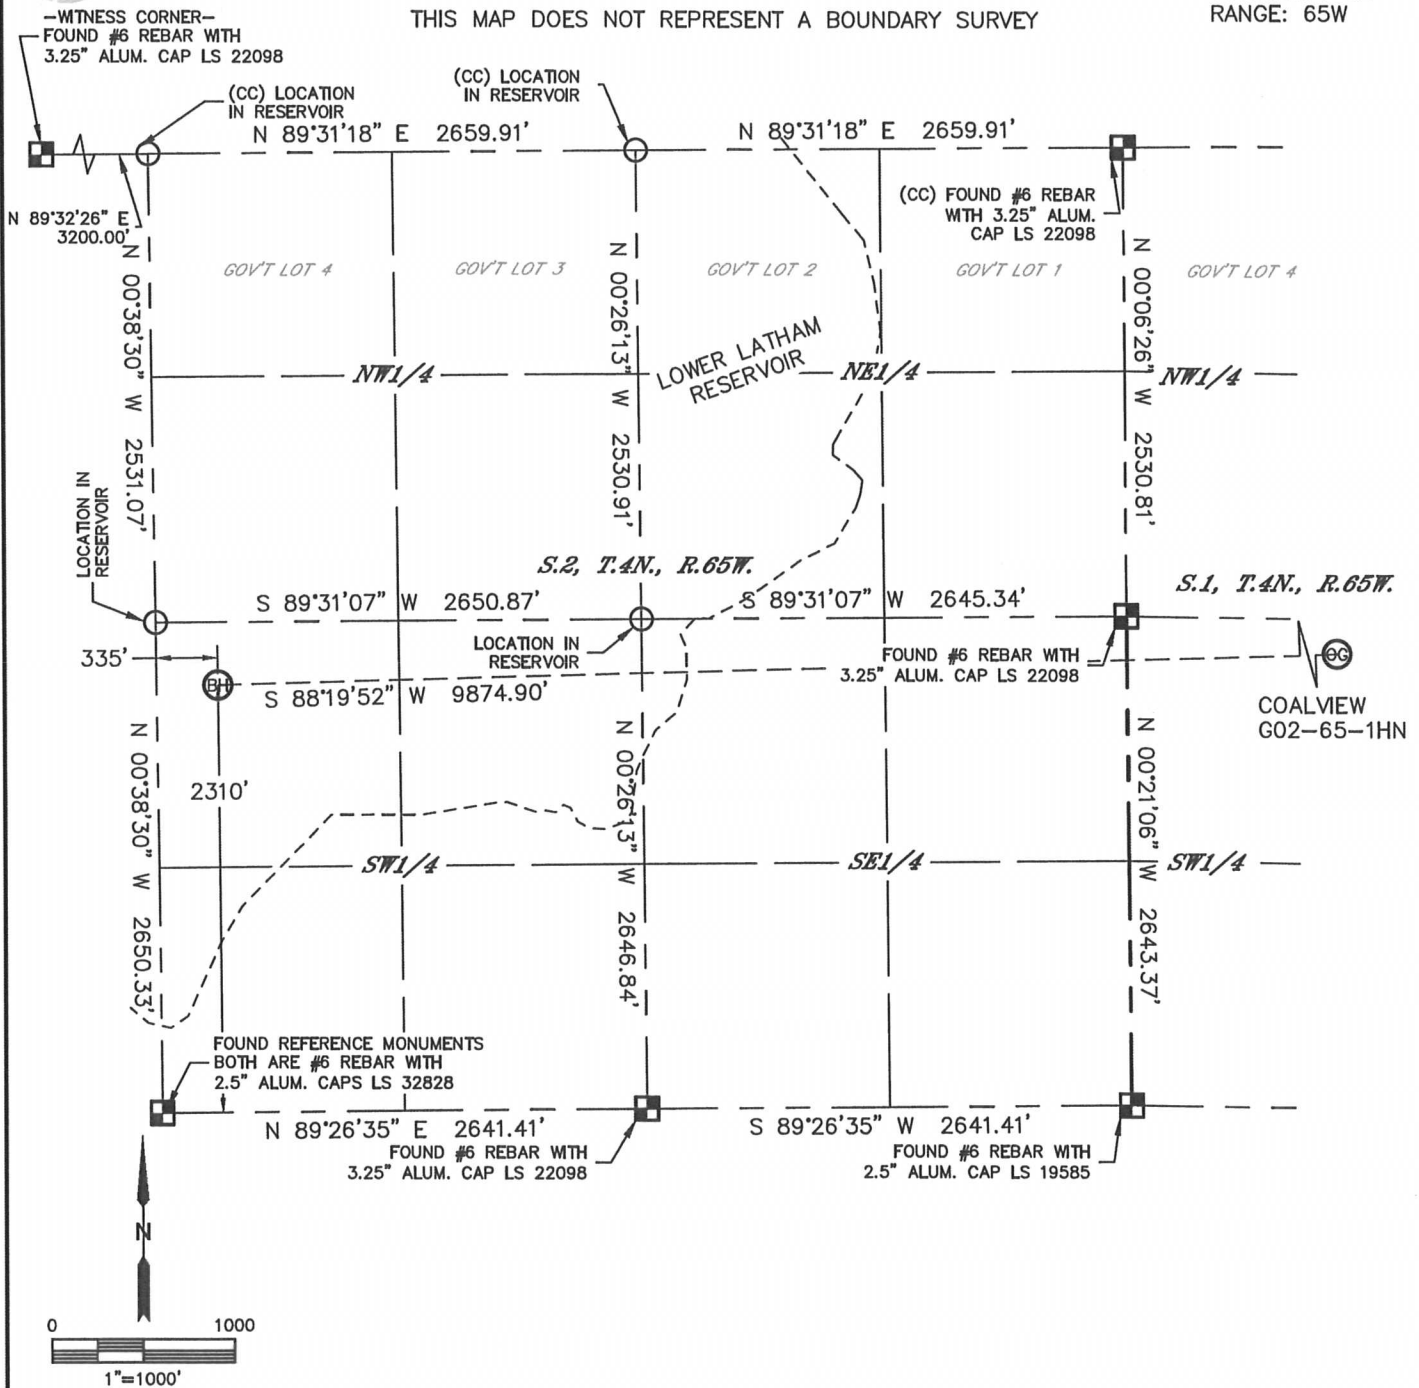 -WITNESS CORNER-
FOUND #6 REBAR WITH
3.25" ALUM. CAP LS 22098
THIS MAP DOES NOT REPRESENT A BOUNDARY SURVEY
RANGE: 65W
(CC) LOCATION
IN RESERVOIR
(CC) LOCATION
IN RESERVOIR
N 89°31'18" E 2659.91'
N 89°31'18" E 2659.91'
N 89°32'26" E
3200.00'
(CC) FOUND #6 REBAR
WITH 3.25" ALUM.
CAP LS 22098
N 00°38'30" W 2531.07'
GOV'T LOT 4
GOV'T LOT 3
N 00°26'13" W 2530.91'
GOV'T LOT 2
GOV'T LOT 1
N 00°06'26" W 2530.81'
GOV'T LOT 4
LOWER LATHAM
RESERVOIR
NW1/4
NE1/4
NW1/4
LOCATION IN
RESERVOIR
S.2, T.4N., R.65W.
S.1, T.4N., R.65W.
S 89°31'07" W 2650.87'
S 89°31'07" W 2645.34'
LOCATION IN
RESERVOIR
FOUND #6 REBAR WITH
3.25" ALUM. CAP LS 22098
335'
BH
S 88°19'52" W 9874.90'
OG
COALVIEW
G02-65-1HN
N 00°38'30" W 2650.33'
2310'
N 00°26'13" W 2646.84'
N 00°21'06" W 2643.37'
SW1/4
SE1/4
SW1/4
FOUND REFERENCE MONUMENTS
BOTH ARE #6 REBAR WITH
2.5" ALUM. CAPS LS 32828
N 89°26'35" E 2641.41'
S 89°26'35" W 2641.41'
FOUND #6 REBAR WITH
3.25" ALUM. CAP LS 22098
FOUND #6 REBAR WITH
2.5" ALUM. CAP LS 19585
N
0 1000
1"=1000'